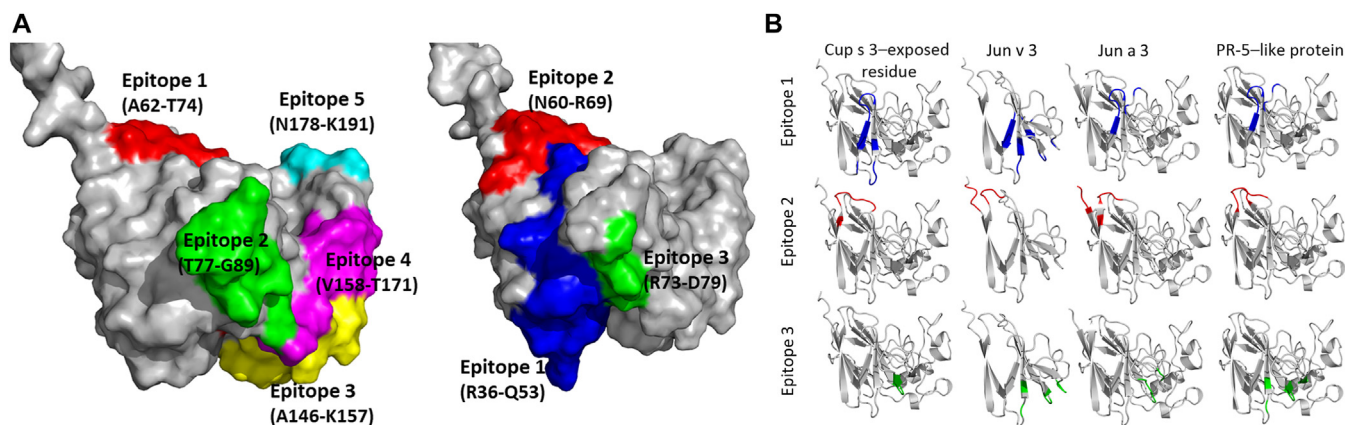 A
Epitope 1
(A62-T74)
Epitope 5
(N178-K191)
Epitope 2
(T77-G89)
Epitope 4
(V158-T171)
Epitope 3
(A146-K157)
Epitope 2
(N60-R69)
Epitope 3
(R73-D79)
Epitope 1
(R36-Q53)
B
Cup s 3–exposed
residue
Jun v 3
Jun a 3
PR-5–like protein
Epitope 1
Epitope 2
Epitope 3